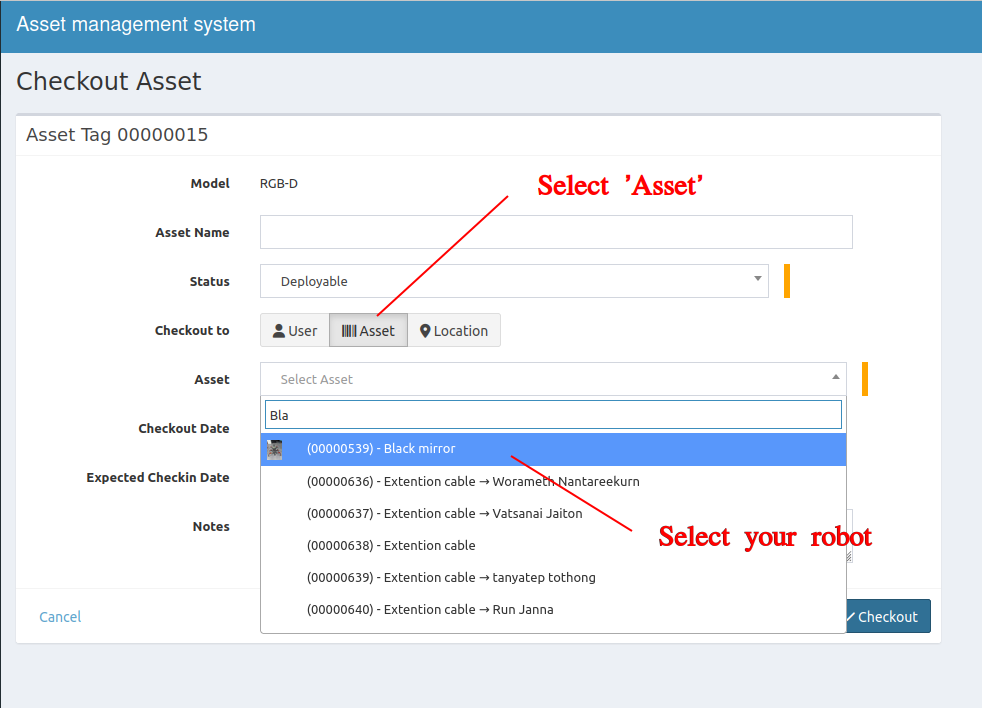 Asset management system
Checkout Asset
Asset Tag 00000015
Model RGB-D
Select 'Asset'
Asset Name
Status Deployable
Checkout to User Asset Location
Asset Select Asset
Bla
Checkout Date
(00000539) - Black mirror
Expected Checkin Date
(00000636) - Extention cable → Worameth Nantareekurn
(00000637) - Extention cable → Vatsanai Jaiton
Notes
Select your robot
(00000638) - Extention cable
(00000639) - Extention cable → tanyatep tothong
(00000640) - Extention cable → Run Janna
Cancel
Checkout